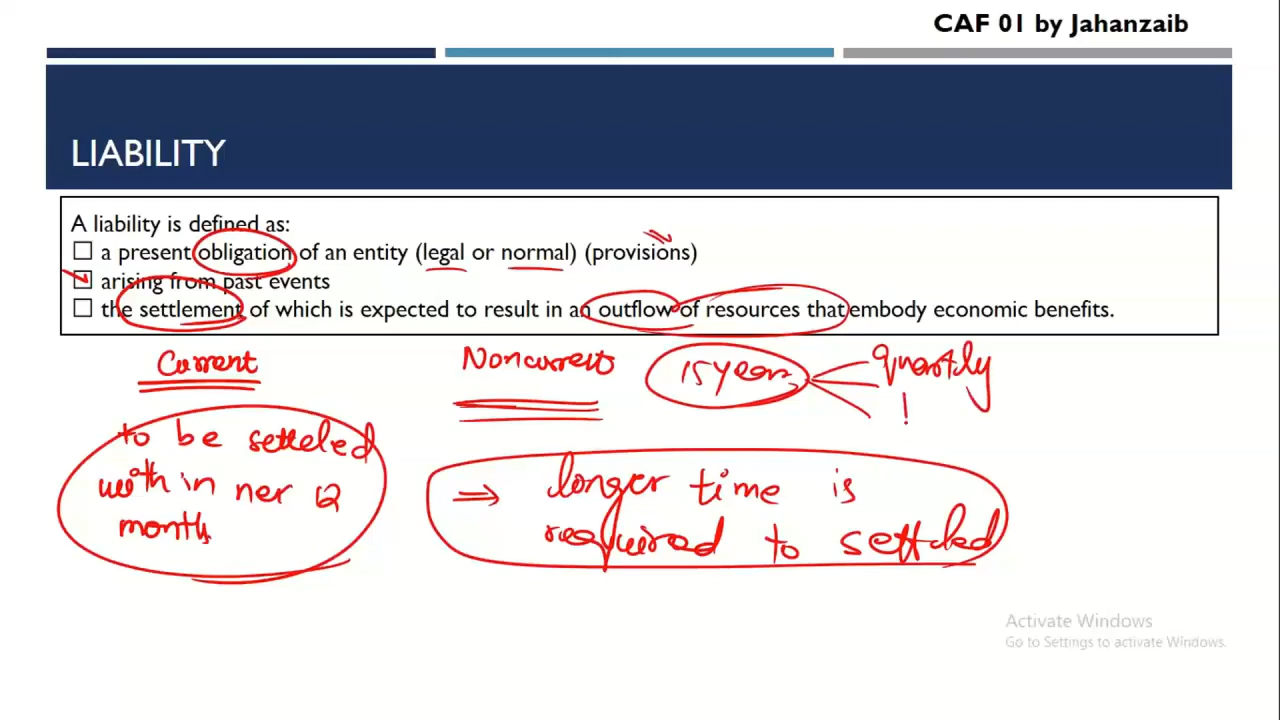 CAF 01 by Jahanzaib
LIABILITY
A liability is defined as:
☐ a present obligation of an entity (legal or normal) (provisions)
☐ arising from past events
☐ the settlement of which is expected to result in an outflow of resources that embody economic benefits.
Current
Noncurrent
15 years
quartly
to be setteled
with in ner 12
month
⇒ longer time is
required to settled
Activate Windows
Go to Settings to activate Windows.